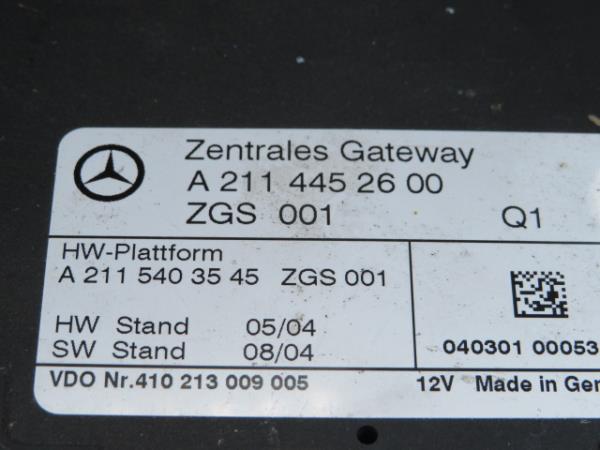 Zentrales Gateway
A 211 445 26 00
ZGS 001 Q1
HW-Plattform
A 211 540 35 45 ZGS 001
HW Stand 05/04
SW Stand 08/04
040301 00053
VDO Nr.410 213 009 005 12V Made in Ger